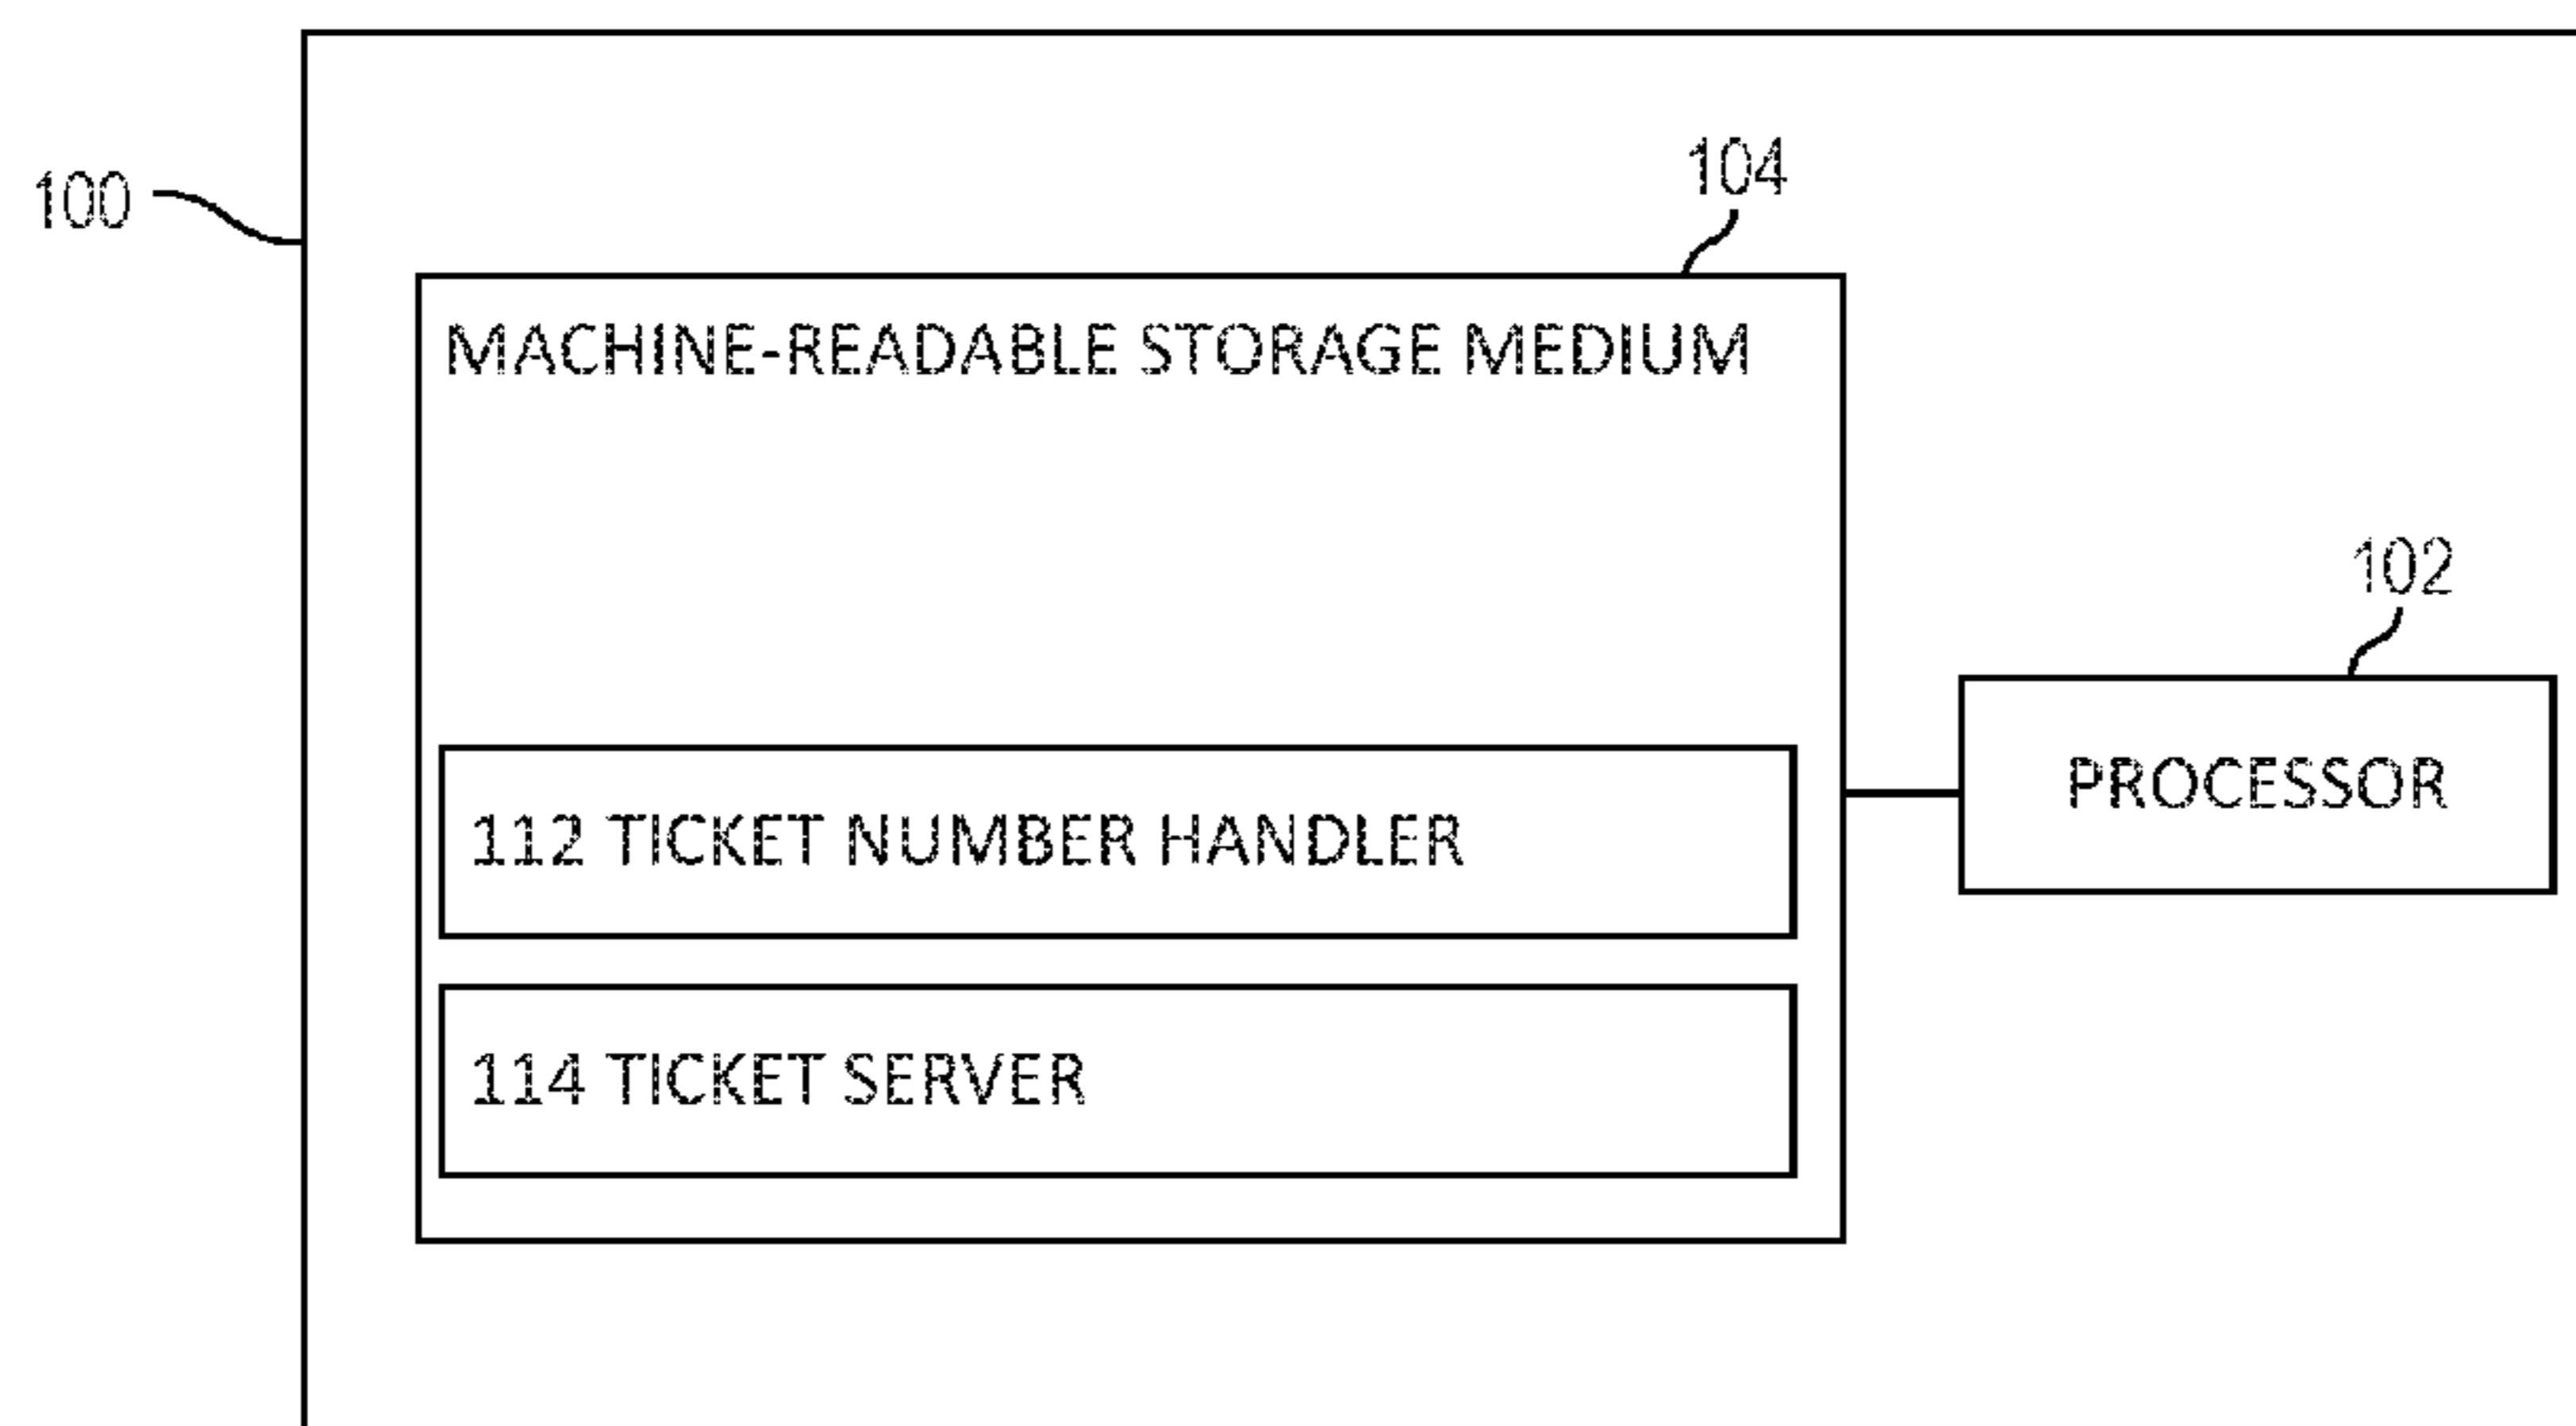 100
104
MACHINE-READABLE STORAGE MEDIUM
102
PROCESSOR
112 TICKET NUMBER HANDLER
114 TICKET SERVER